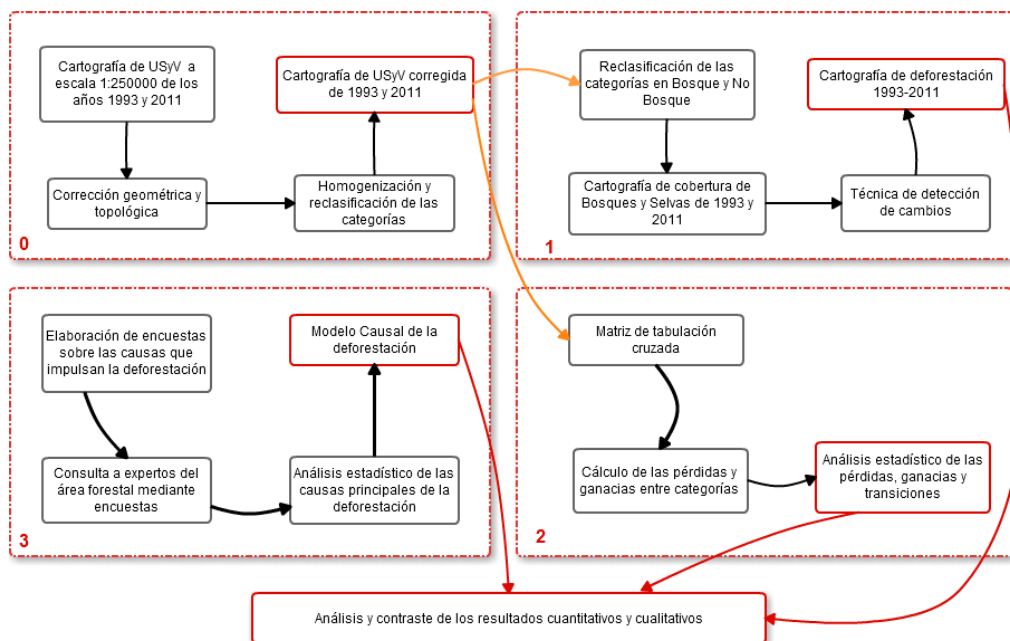 Cartografía de USyV a
escala 1:250000 de los
años 1993 y 2011
Cartografía de USyV corregida
de 1993 y 2011
Corrección geométrica y
topológica
Homogenización y
reclasificación de las
categorías
0
Reclasificación de las
categorías en Bosque y No
Bosque
Cartografía de deforestación
1993-2011
Cartografía de cobertura de
Bosques y Selvas de 1993 y
2011
Técnica de detección
de cambios
1
Elaboración de encuestas
sobre las causas que
impulsan la deforestación
Modelo Causal de la
deforestación
Consulta a expertos del
área forestal mediante
encuestas
Análisis estadístico de las
causas principales de la
deforestación
3
Matriz de tabulación
cruzada
Cálculo de las pérdidas y
ganacias entre categorías
Análisis estadístico de las
pérdidas, ganacias y
transiciones
2
Análisis y contraste de los resultados cuantitativos y cualitativos